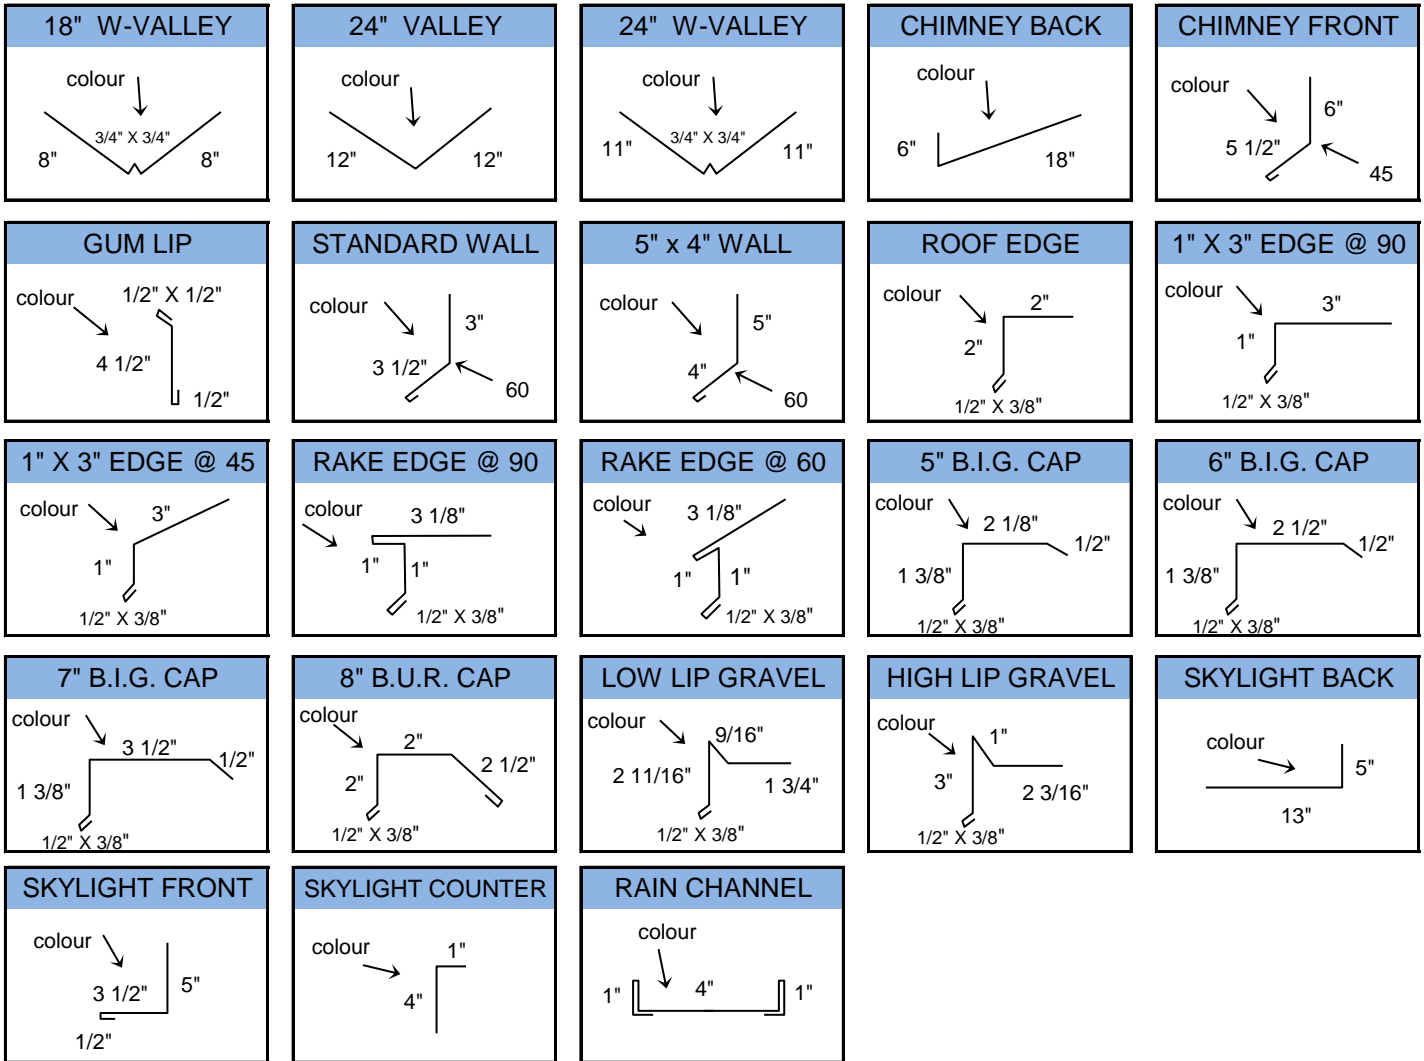 18" W-VALLEY
colour
3/4" X 3/4"
8"
8"
24" VALLEY
colour
12"
12"
24" W-VALLEY
colour
3/4" X 3/4"
11"
11"
CHIMNEY BACK
colour
6"
18"
CHIMNEY FRONT
colour
6"
5 1/2"
45
GUM LIP
1/2" X 1/2"
colour
4 1/2"
1/2"
STANDARD WALL
colour
3"
3 1/2"
60
5" x 4" WALL
colour
5"
4"
60
ROOF EDGE
colour
2"
2"
1/2" X 3/8"
1" X 3" EDGE @ 90
colour
3"
1"
1/2" X 3/8"
1" X 3" EDGE @ 45
colour
3"
1"
1/2" X 3/8"
RAKE EDGE @ 90
colour
3 1/8"
1"
1"
1/2" X 3/8"
RAKE EDGE @ 60
colour
3 1/8"
1"
1"
1/2" X 3/8"
5" B.I.G. CAP
colour
2 1/8"
1/2"
1 3/8"
1/2" X 3/8"
6" B.I.G. CAP
colour
2 1/2"
1/2"
1 3/8"
1/2" X 3/8"
7" B.I.G. CAP
colour
3 1/2"
1/2"
1 3/8"
1/2" X 3/8"
8" B.U.R. CAP
colour
2"
2 1/2"
2"
1/2" X 3/8"
LOW LIP GRAVEL
colour
9/16"
2 11/16"
1 3/4"
1/2" X 3/8"
HIGH LIP GRAVEL
colour
1"
3"
2 3/16"
1/2" X 3/8"
SKYLIGHT BACK
colour
5"
13"
SKYLIGHT FRONT
colour
5"
3 1/2"
1/2"
SKYLIGHT COUNTER
colour
1"
4"
RAIN CHANNEL
colour
1"
4"
1"